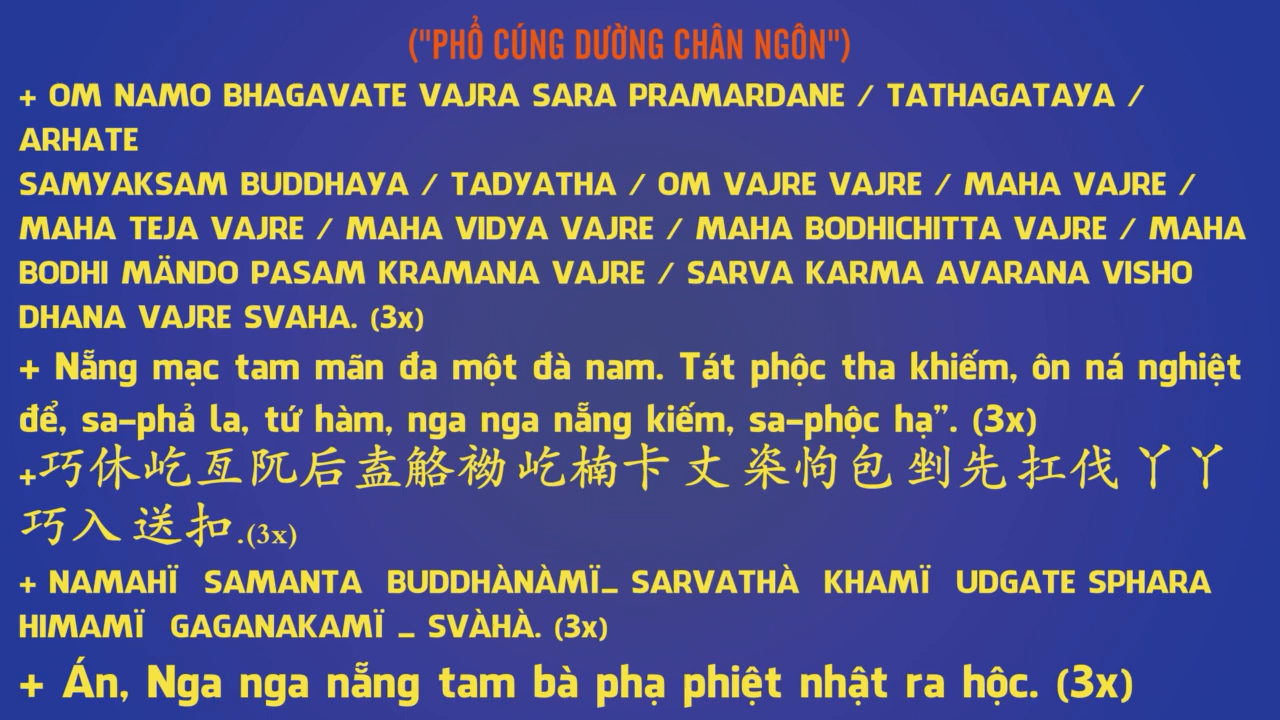 ("PHỔ CÚNG DƯỜNG CHÂN NGÔN")
+ OM NAMO BHAGAVATE VAJRA SARA PRAMARDANE / TATHAGATAYA /
ARHATE
SAMYAKSAM BUDDHAYA / TADYATHA / OM VAJRE VAJRE / MAHA VAJRE /
MAHA TEJA VAJRE / MAHA VIDYA VAJRE / MAHA BODHICHITTA VAJRE / MAHA
BODHI MÄNDO PASAM KRAMANA VAJRE / SARVA KARMA AVARANA VISHO
DHANA VAJRE SVAHA. (3x)
+ Nẵng mạc tam mãn đa một đà nam. Tát phộc tha khiếm, ôn ná nghiệt
để, sa-phả la, tứ hàm, nga nga nẵng kiếm, sa-phộc hạ”. (3x)
+巧休屹亙阢后盍觡袎屹楠卡 丈 桼怐包 剉先 扛伐 丫丫
巧入 送扣.(3x)
+ NAMAHÏ SAMANTA BUDDHÀNÀMÏ_ SARVATHÀ KHAMÏ UDGATE SPHARA
HIMAMÏ GAGANAKAMÏ _ SVÀHÀ. (3x)
+ Án, Nga nga nẵng tam bà phạ phiệt nhật ra hộc. (3x)